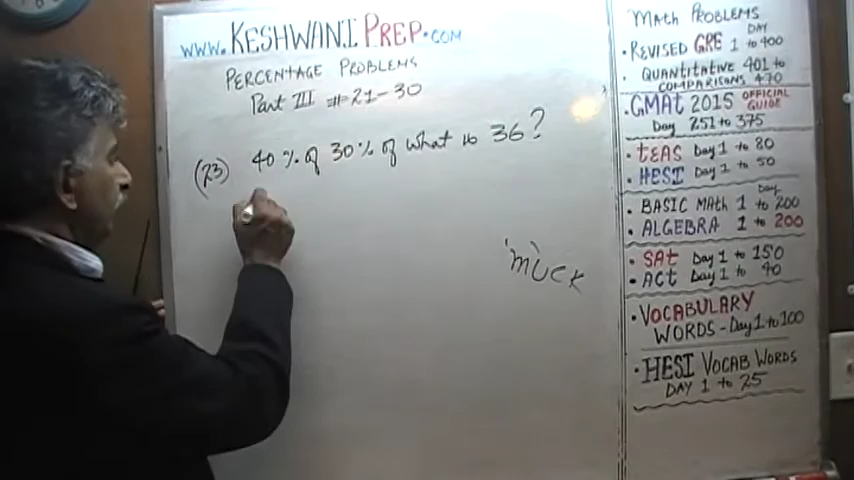 www.KESHWANI PREP.COM
PERCENTAGE PROBLEMS
Part III #21-30
(23) 40% of 30% of what is 36?
'muck
MATH PROBLEMS
DAY
• REVISED GRE 1 to 400
• QUANTITATIVE 401 to
COMPARISONS 470
• GMAT 2015 OFFICIAL GUIDE
Day 251 to 375
• TEAS Day 1 to 80
• HESI Day 1 to 50
Day
• BASIC MATH 1 to 200
• ALGEBRA 1 to 200
• SAT Day 1 to 150
• ACT Day 1 to 40
• VOCABULARY
WORDS - Day 1 to 100
• HESI VOCAB WORDS
DAY 1 to 25